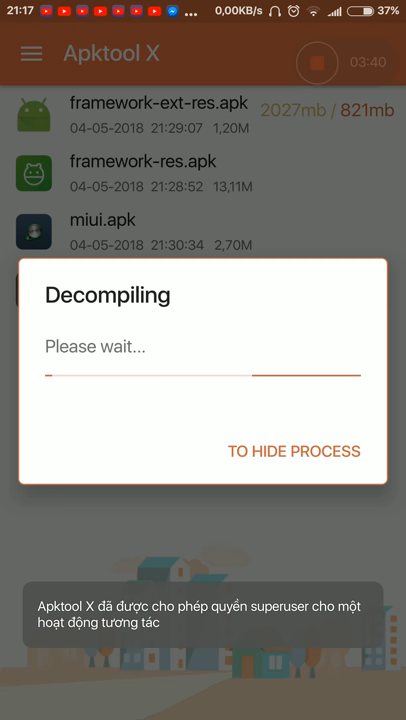 21:17 ... 0,00KB/s 37%
Apktool X
03:40
framework-ext-res.apk
2027mb / 821mb
04-05-2018 21:29:07 1,20M
framework-res.apk
04-05-2018 21:28:52 13,11M
miui.apk
04-05-2018 21:30:34 2,70M
Decompiling
Please wait...
TO HIDE PROCESS
Apktool X đã được cho phép quyền superuser cho một
hoạt động tương tác